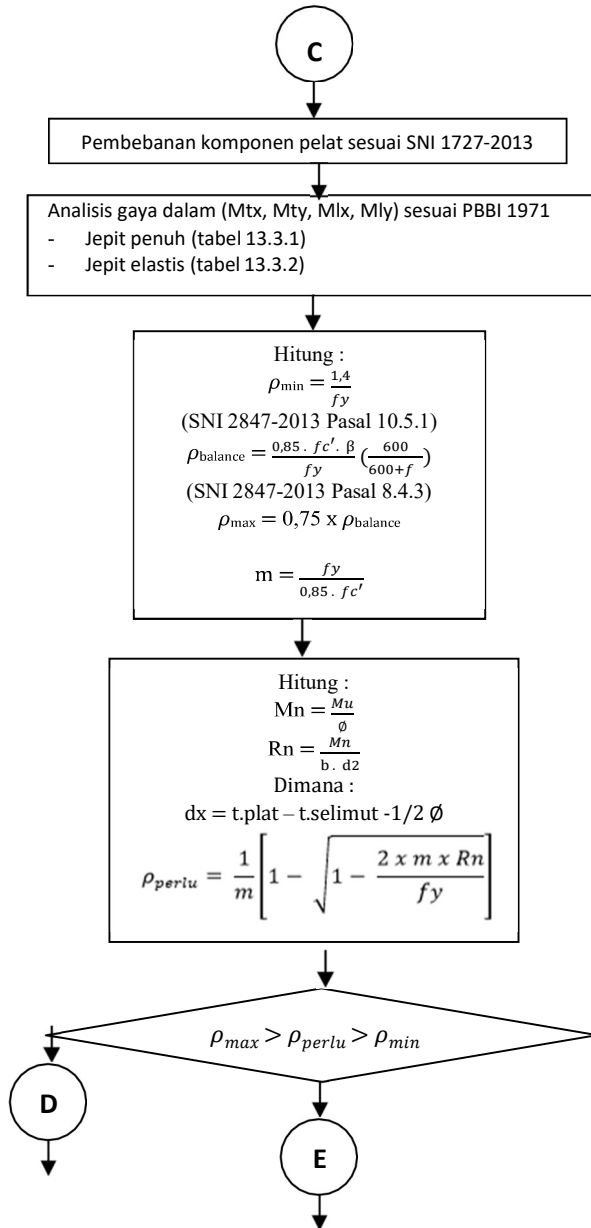 C
Pembebanan komponen pelat sesuai SNI 1727-2013
Analisis gaya dalam (Mtx, Mty, Mlx, Mly) sesuai PBBI 1971
- Jepit penuh (tabel 13.3.1)
- Jepit elastis (tabel 13.3.2)
Hitung :
ρmin = 1,4/fy
(SNI 2847-2013 Pasal 10.5.1)
ρbalance = 0,85 . fc' . β/fy (600/600+f)
(SNI 2847-2013 Pasal 8.4.3)
ρmax = 0,75 x ρbalance
m = fy/0,85 . fc'
Hitung :
Mn = Mu/Ø
Rn = Mn/b . d2
Dimana :
dx = t.plat – t.selimut -1/2 Ø
ρperlu = 1/m [1 − √(1 − 2 x m x Rn/fy)]
ρmax > ρperlu > ρmin
D
E